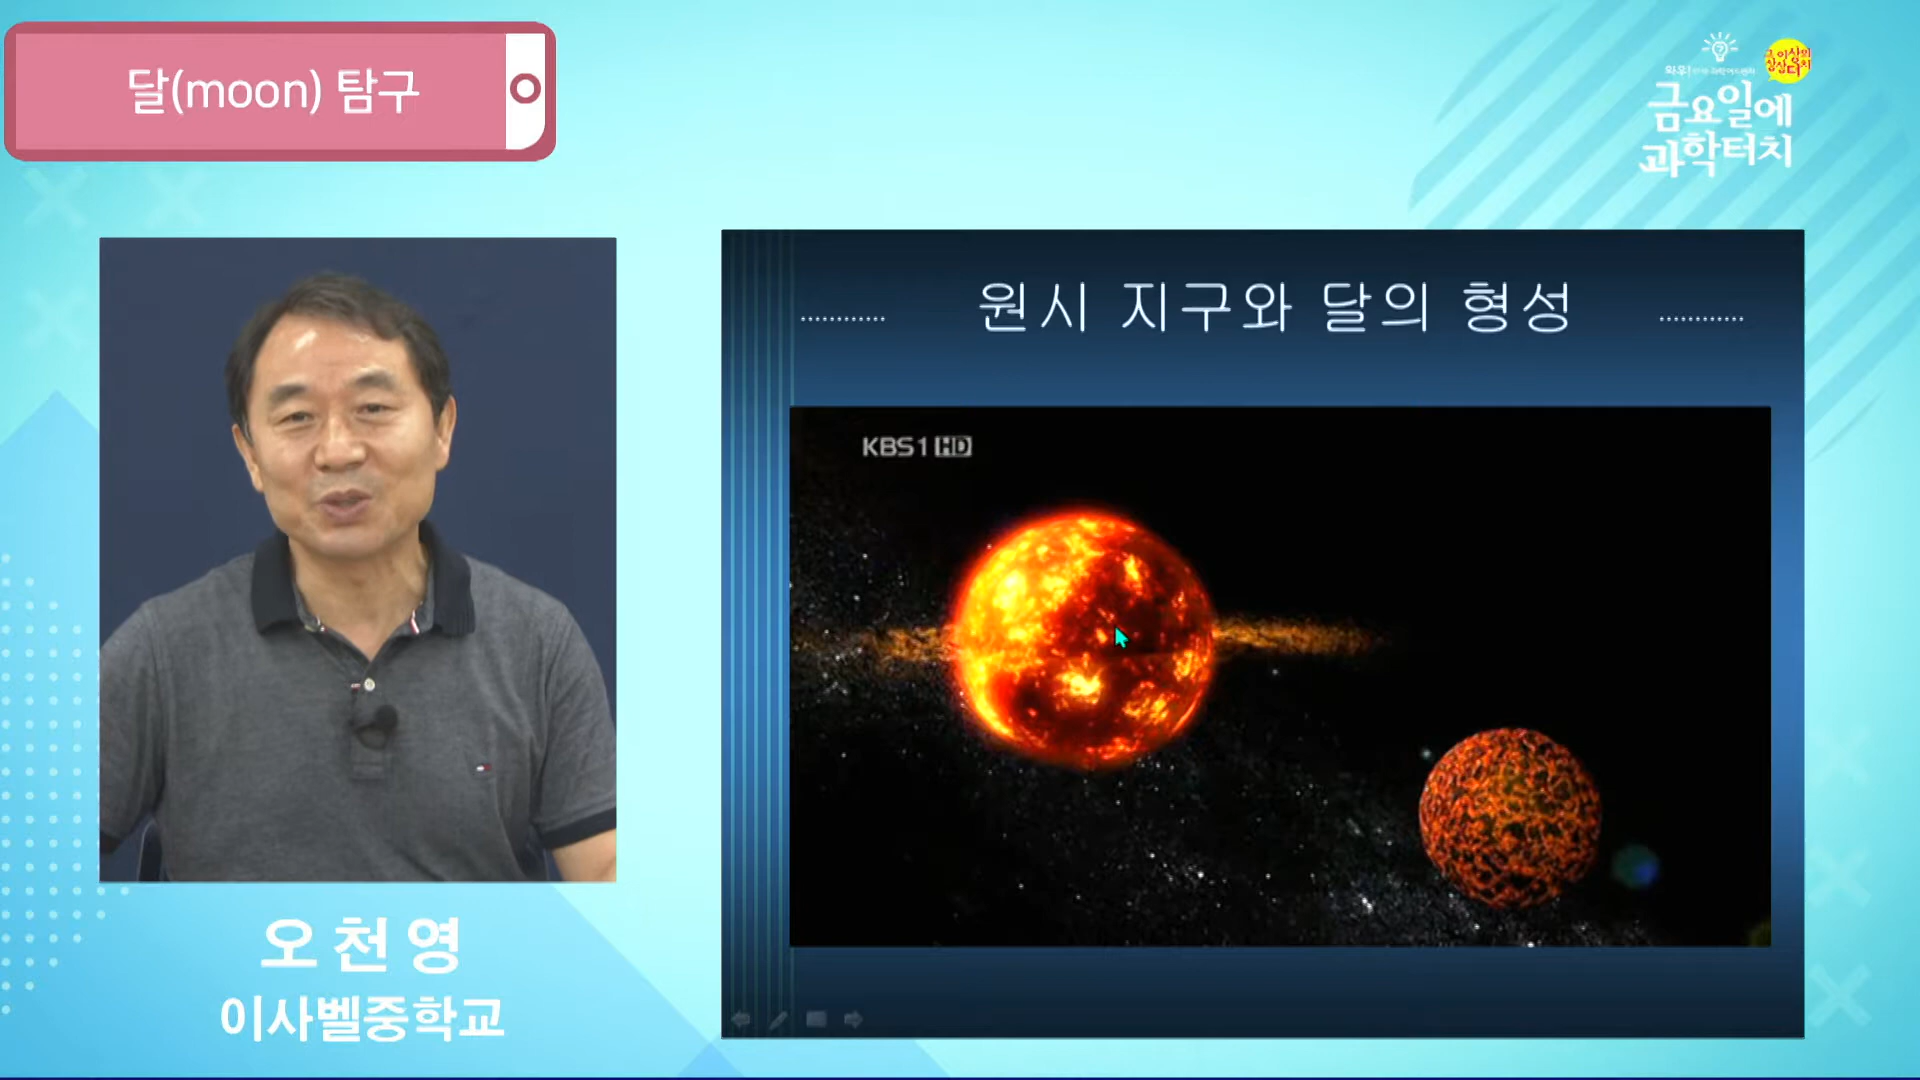 달(moon) 탐구
금요일에
과학터치
원시 지구와 달의 형성
KBS1 HD
오천영
이사벨중학교